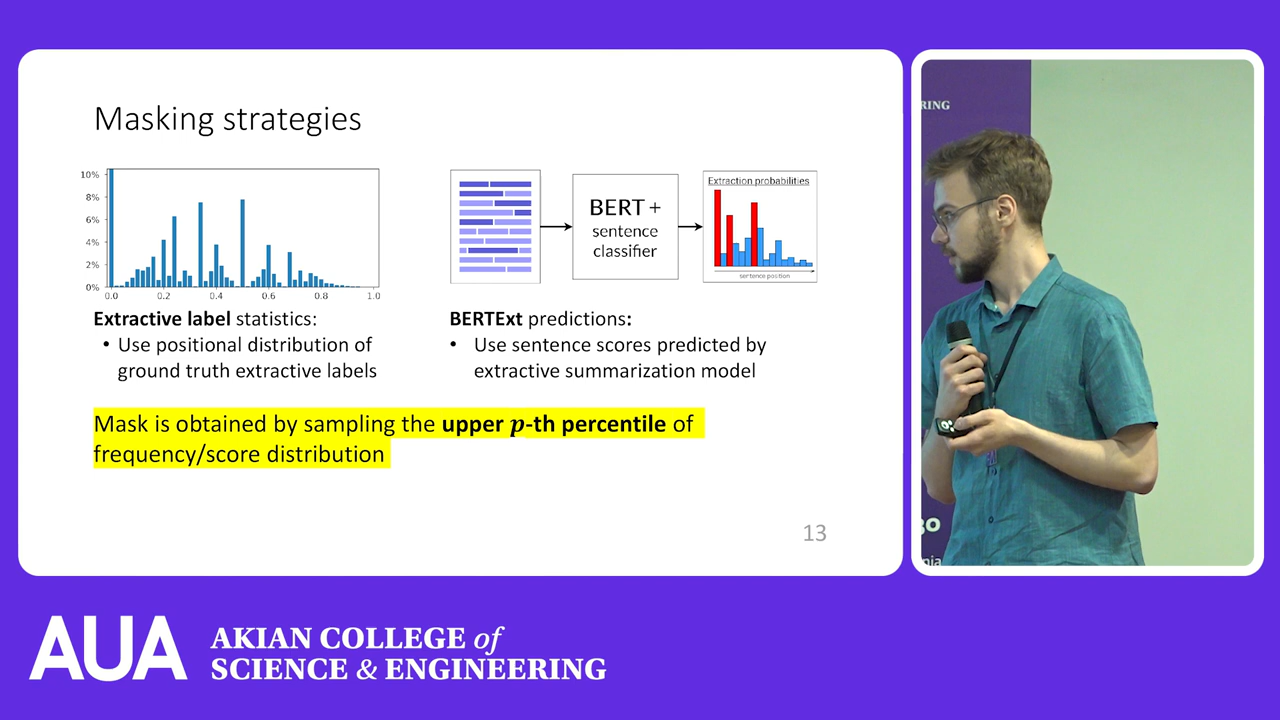 Masking strategies
10%
8%
6%
4%
2%
0%
0.0 0.2 0.4 0.6 0.8 1.0
BERT +
sentence
classifier
Extraction probabilities
sentence position
Extractive label statistics:
• Use positional distribution of
ground truth extractive labels
BERTExt predictions:
• Use sentence scores predicted by
extractive summarization model
Mask is obtained by sampling the upper p-th percentile of
frequency/score distribution
13
RING
AUA
AKIAN COLLEGE of
SCIENCE & ENGINEERING